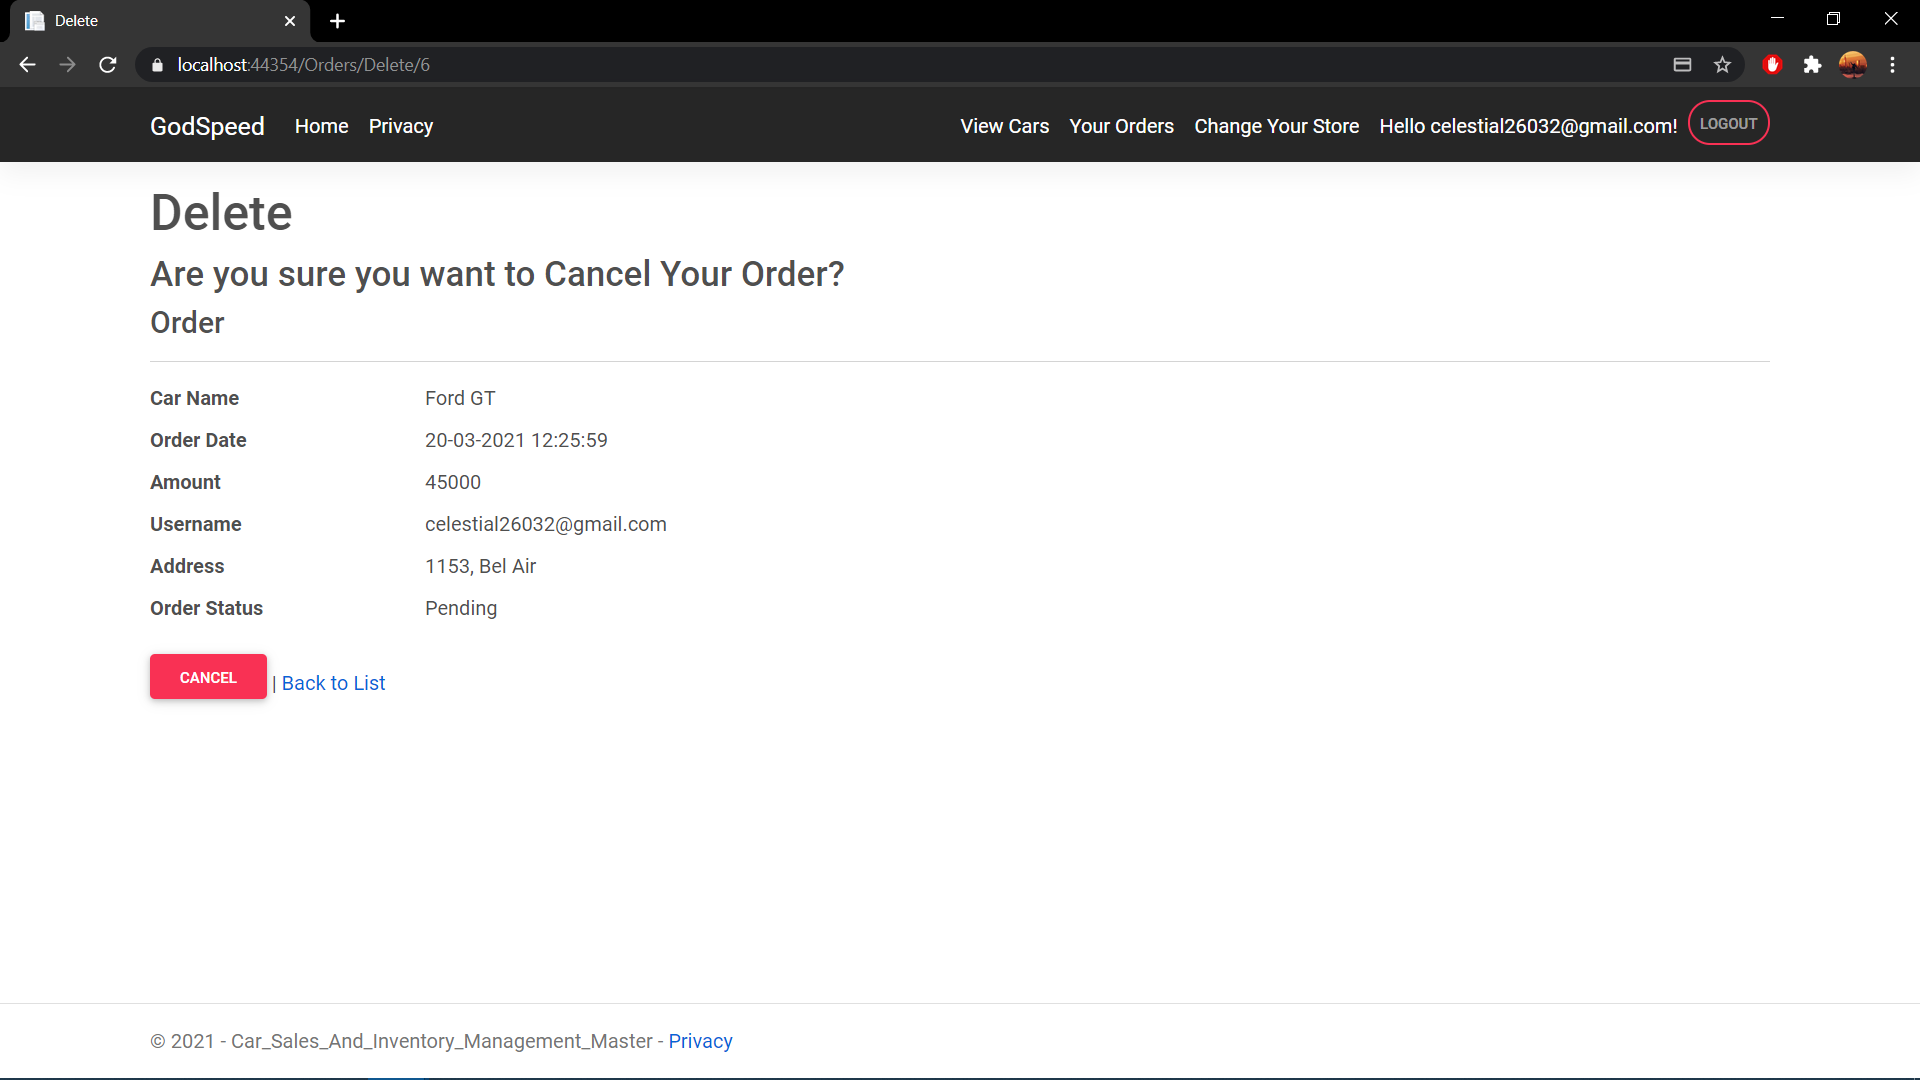 Delete
localhost:44354/Orders/Delete/6
GodSpeed Home Privacy View Cars Your Orders Change Your Store Hello celestial26032@gmail.com! LOGOUT
Delete
Are you sure you want to Cancel Your Order?
Order
Car Name Ford GT
Order Date 20-03-2021 12:25:59
Amount 45000
Username celestial26032@gmail.com
Address 1153, Bel Air
Order Status Pending
CANCEL | Back to List
© 2021 - Car_Sales_And_Inventory_Management_Master - Privacy